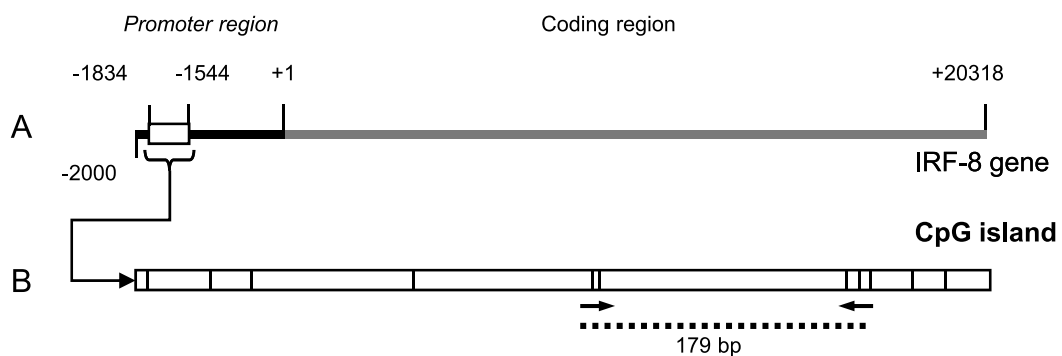 Promoter region
Coding region
-1834
-1544
+1
+20318
A
-2000
IRF-8 gene
CpG island
B
179 bp